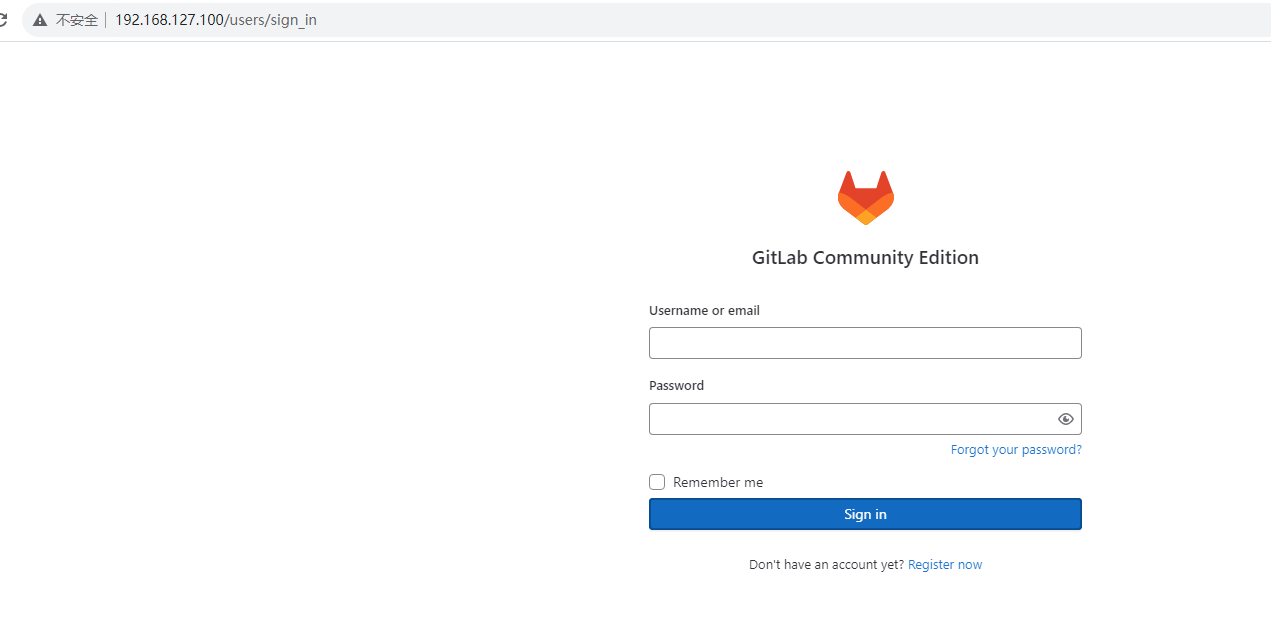 不安全 192.168.127.100/users/sign_in
GitLab Community Edition
Username or email
Password
Forgot your password?
Remember me
Sign in
Don't have an account yet? Register now